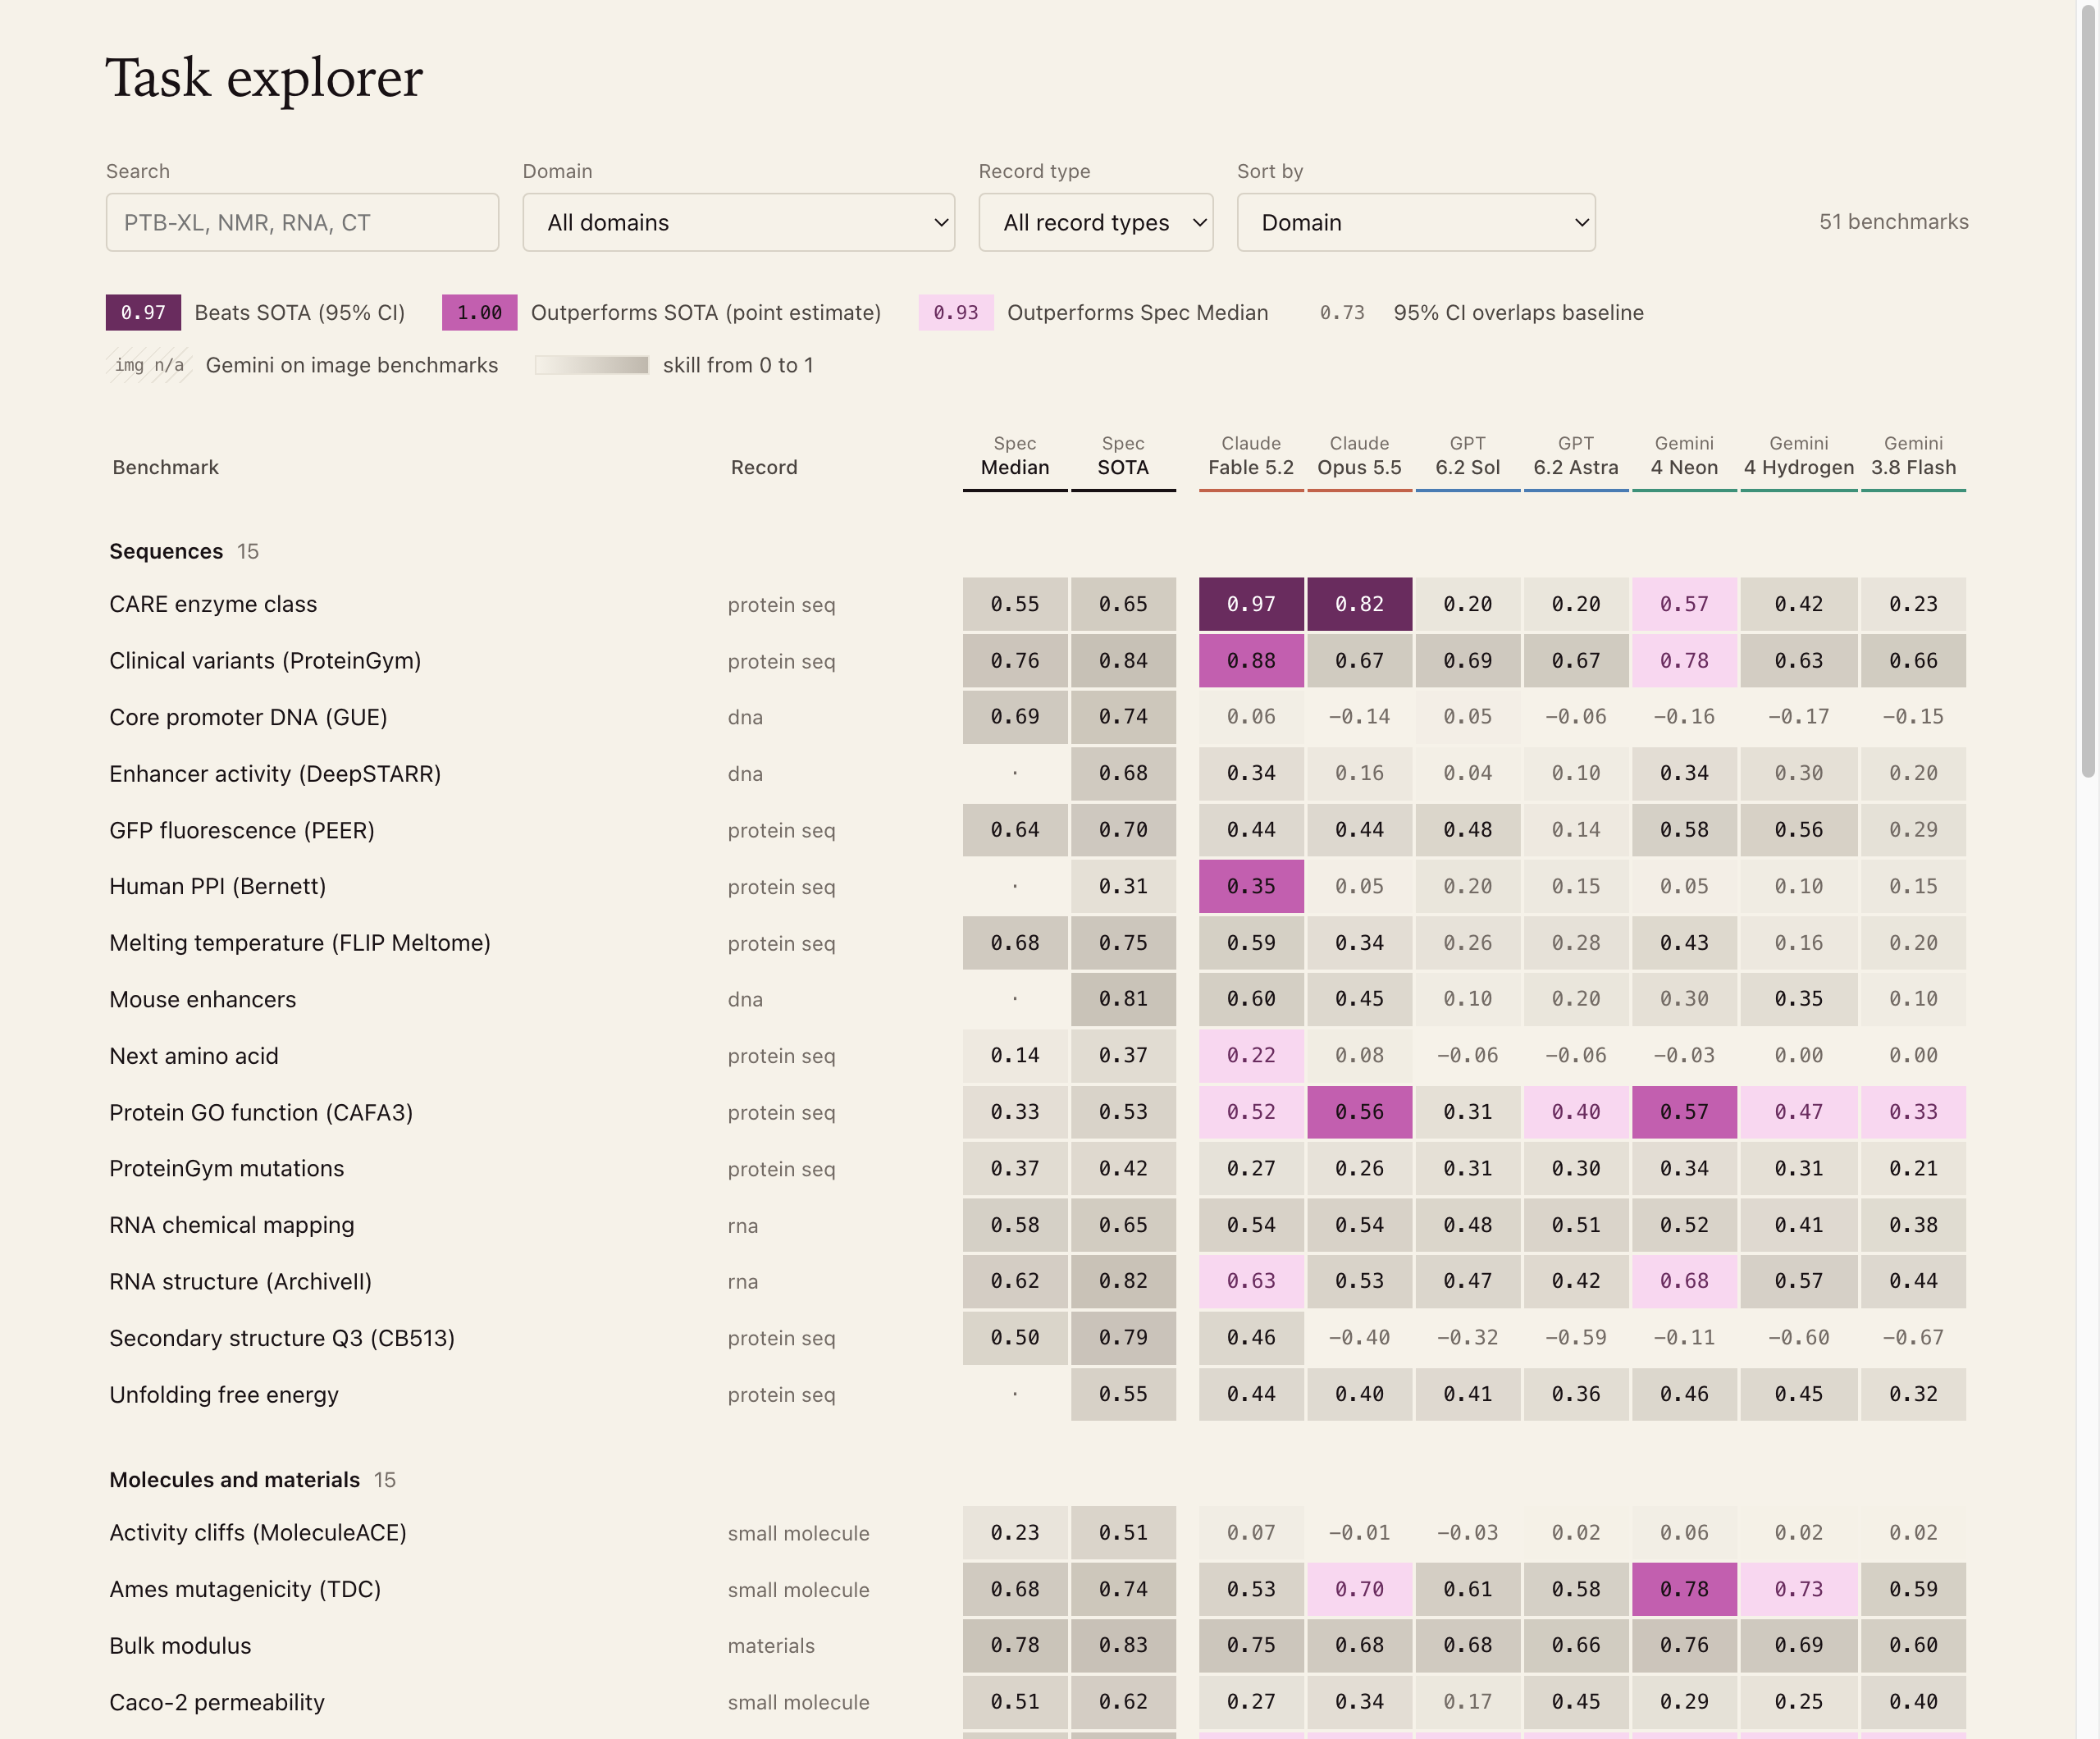 Task explorer
Search Domain Record type Sort by
PTB-XL, NMR, RNA, CT All domains All record types Domain 51 benchmarks
0.97 Beats SOTA (95% CI) 1.00 Outperforms SOTA (point estimate) 0.93 Outperforms Spec Median 0.73 95% CI overlaps baseline
img n/a Gemini on image benchmarks skill from 0 to 1
Spec Spec Claude Claude GPT GPT Gemini Gemini Gemini
Benchmark Record Median SOTA Fable 5.2 Opus 5.5 6.2 Sol 6.2 Astra 4 Neon 4 Hydrogen 3.8 Flash
Sequences 15
CARE enzyme class protein seq 0.55 0.65 0.97 0.82 0.20 0.20 0.57 0.42 0.23
Clinical variants (ProteinGym) protein seq 0.76 0.84 0.88 0.67 0.69 0.67 0.78 0.63 0.66
Core promoter DNA (GUE) dna 0.69 0.74 0.06 −0.14 0.05 −0.06 −0.16 −0.17 −0.15
Enhancer activity (DeepSTARR) dna · 0.68 0.34 0.16 0.04 0.10 0.34 0.30 0.20
GFP fluorescence (PEER) protein seq 0.64 0.70 0.44 0.44 0.48 0.14 0.58 0.56 0.29
Human PPI (Bernett) protein seq · 0.31 0.35 0.05 0.20 0.15 0.05 0.10 0.15
Melting temperature (FLIP Meltome) protein seq 0.68 0.75 0.59 0.34 0.26 0.28 0.43 0.16 0.20
Mouse enhancers dna · 0.81 0.60 0.45 0.10 0.20 0.30 0.35 0.10
Next amino acid protein seq 0.14 0.37 0.22 0.08 −0.06 −0.06 −0.03 0.00 0.00
Protein GO function (CAFA3) protein seq 0.33 0.53 0.52 0.56 0.31 0.40 0.57 0.47 0.33
ProteinGym mutations protein seq 0.37 0.42 0.27 0.26 0.31 0.30 0.34 0.31 0.21
RNA chemical mapping rna 0.58 0.65 0.54 0.54 0.48 0.51 0.52 0.41 0.38
RNA structure (ArchiveII) rna 0.62 0.82 0.63 0.53 0.47 0.42 0.68 0.57 0.44
Secondary structure Q3 (CB513) protein seq 0.50 0.79 0.46 −0.40 −0.32 −0.59 −0.11 −0.60 −0.67
Unfolding free energy protein seq · 0.55 0.44 0.40 0.41 0.36 0.46 0.45 0.32
Molecules and materials 15
Activity cliffs (MoleculeACE) small molecule 0.23 0.51 0.07 −0.01 −0.03 0.02 0.06 0.02 0.02
Ames mutagenicity (TDC) small molecule 0.68 0.74 0.53 0.70 0.61 0.58 0.78 0.73 0.59
Bulk modulus materials 0.78 0.83 0.75 0.68 0.68 0.66 0.76 0.69 0.60
Caco-2 permeability small molecule 0.51 0.62 0.27 0.34 0.17 0.45 0.29 0.25 0.40